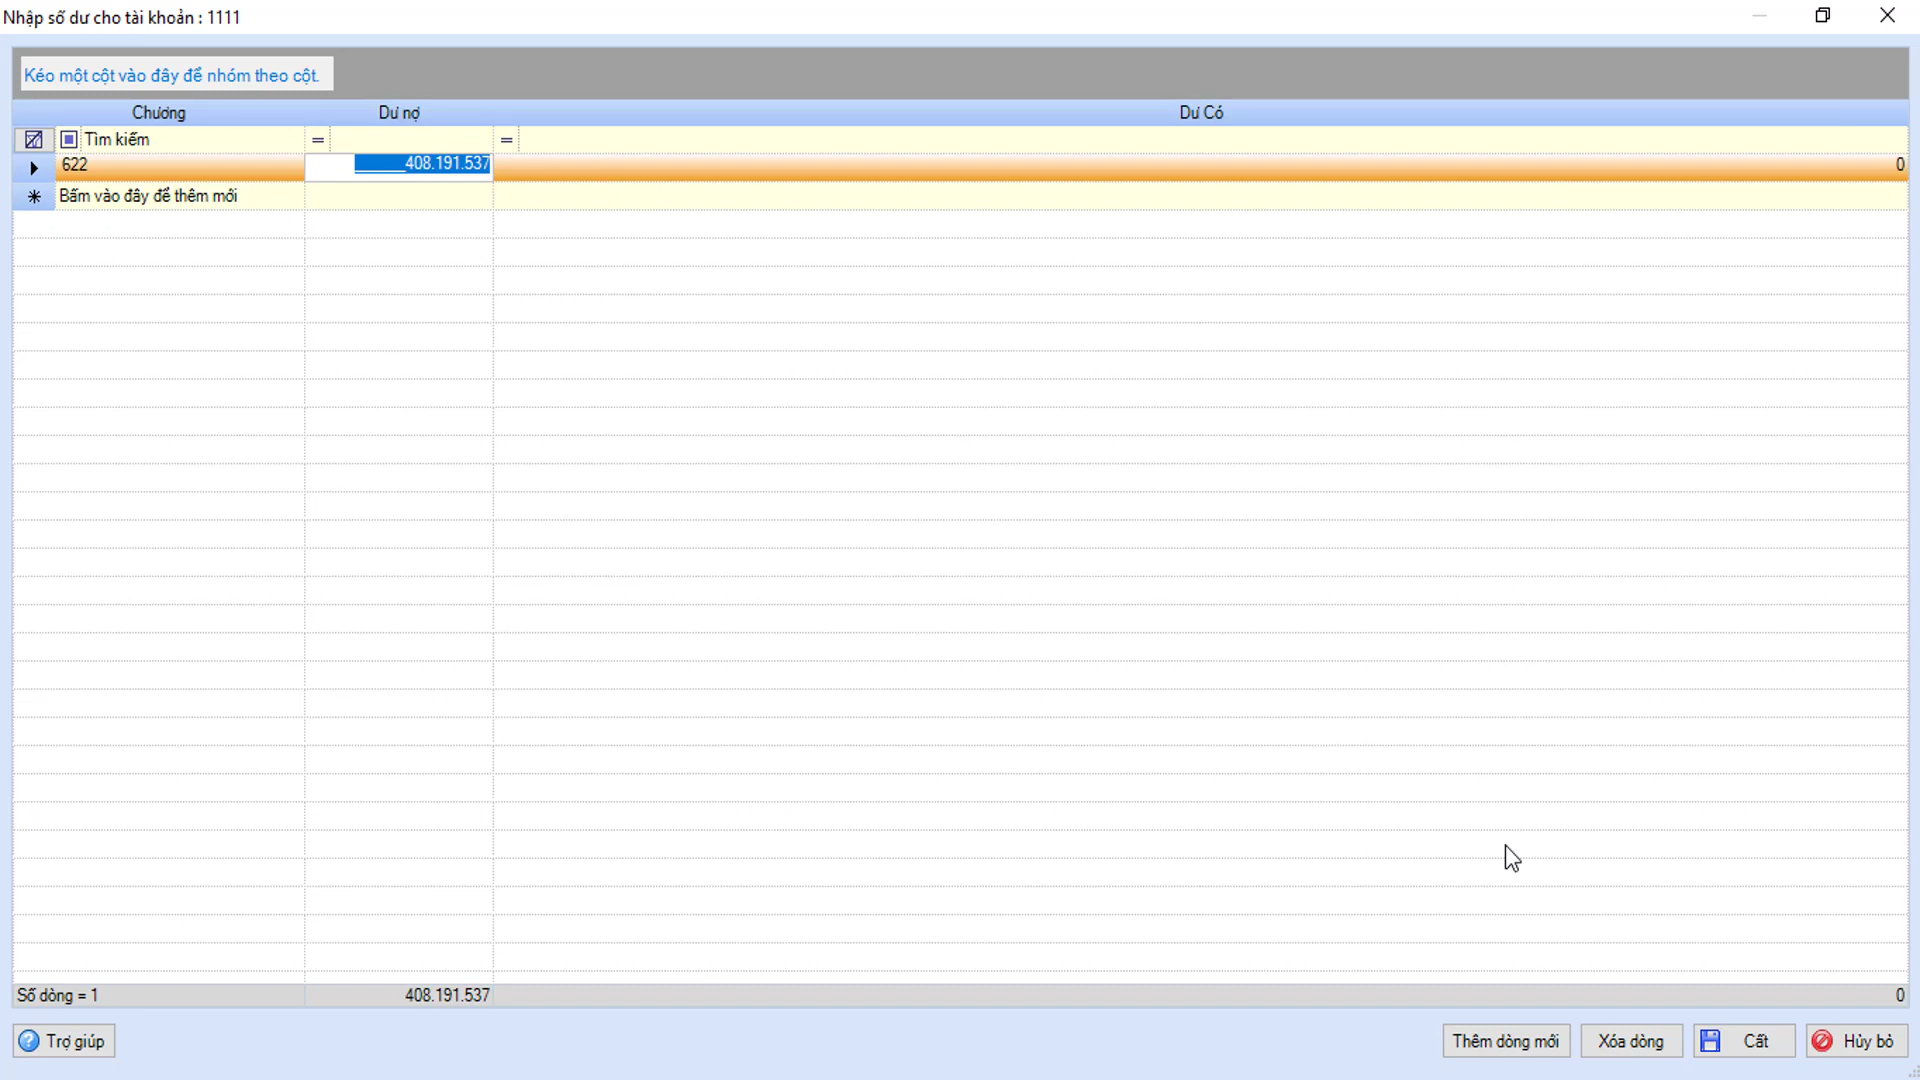 Nhập số dư cho tài khoản : 1111
Kéo một cột vào đây để nhóm theo cột.
Chương Dư nợ Dư Có
Tìm kiếm = =
622 408.191.537 0
Bấm vào đây để thêm mới
Số dòng = 1 408.191.537 0
Trợ giúp Thêm dòng mới Xóa dòng Cất Hủy bỏ